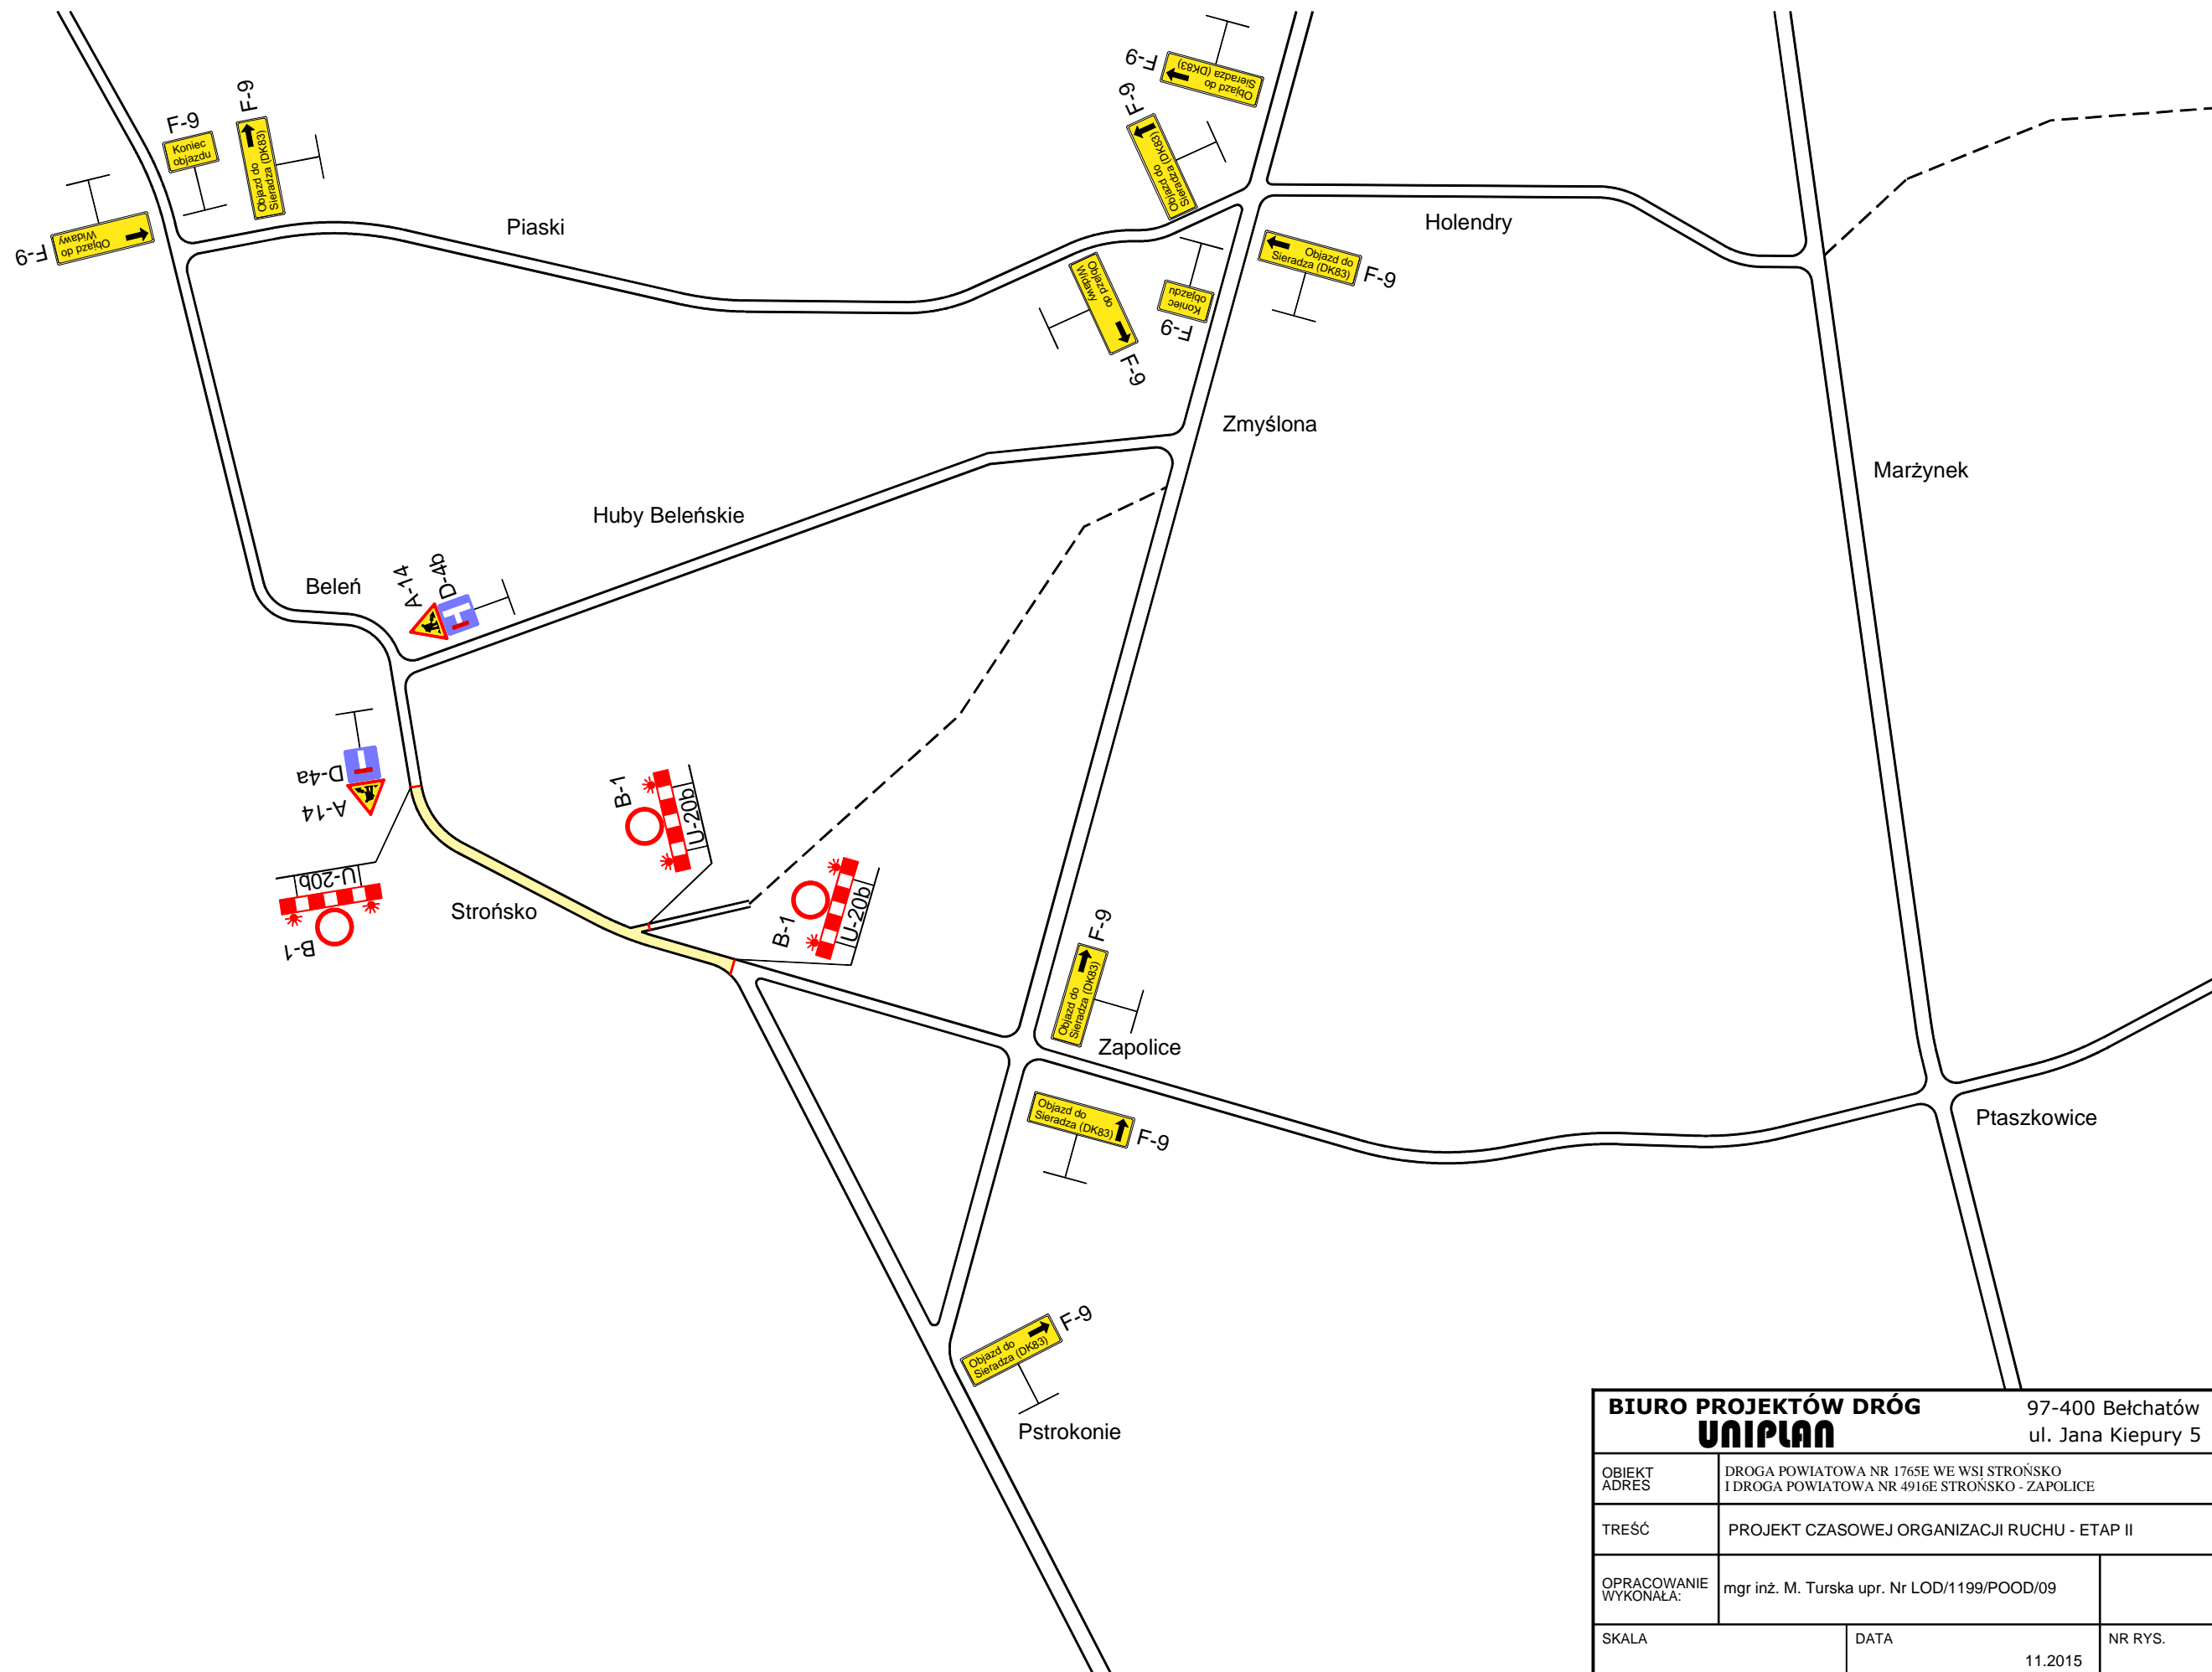 F-9
Objazd do
Sieradza (DK83)
F-9
Objazd do
Sieradza (DK83)
F-9
Koniec
objazdu
F-9
Objazd do
Sieradza (DK83)
F-9
Objazd do
Widawy
Piaski
Holendry
F-9
Objazd do
Sieradza (DK83)
Objazd do
Widawy
F-9
Koniec
objazdu
F-9
Zmyślona
Marżynek
Huby Beleńskie
Beleń
A-14
D-4b
D-4a
A-14
B-1
U-20b
U-20b
B-1
B-1
U-20b
Strońsko
F-9
Objazd do
Sieradza (DK83)
Zapolice
Objazd do
Sieradza (DK83)
F-9
Ptaszkowice
Objazd do
Sieradza (DK83)
F-9
Pstrokonie
BIURO PROJEKTÓW DRÓG
UNIPLAN
97-400 Bełchatów
ul. Jana Kiepury 5
OBIEKT
ADRES
DROGA POWIATOWA NR 1765E WE WSI STROŃSKO
I DROGA POWIATOWA NR 4916E STROŃSKO - ZAPOLICE
TREŚĆ
PROJEKT CZASOWEJ ORGANIZACJI RUCHU - ETAP II
OPRACOWANIE
WYKONAŁA:
mgr inż. M. Turska upr. Nr LOD/1199/POOD/09
SKALA
DATA
11.2015
NR RYS.